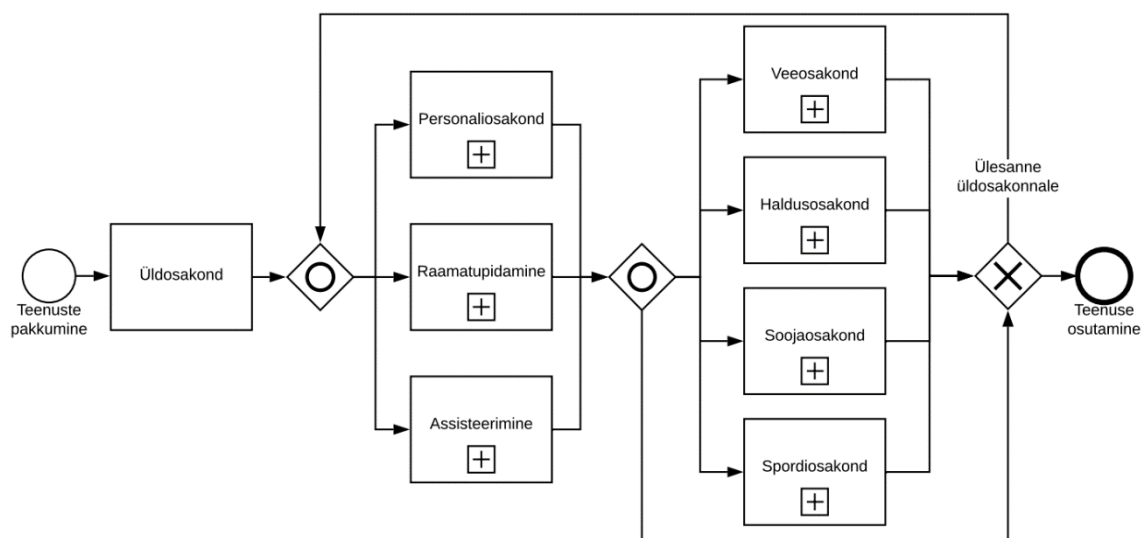 Teenuste
pakkumine
Üldosakond
Personaliosakond
Raamatupidamine
Assisteerimine
Veeosakond
Haldusosakond
Soojaosakond
Spordiosakond
Ülesanne
üldosakonnale
Teenuse
osutamine